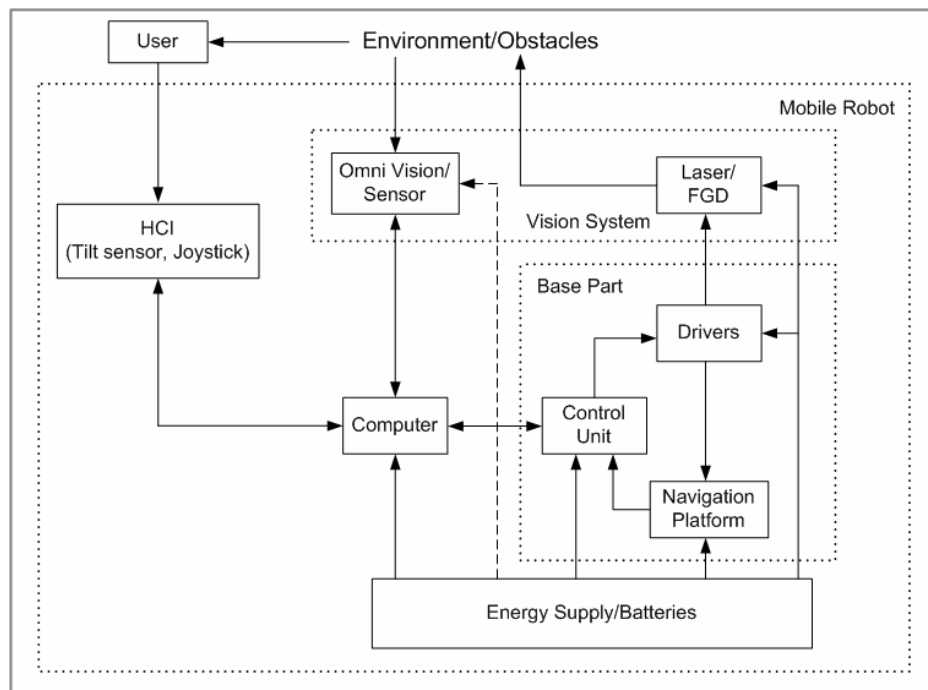 User
Environment/Obstacles
Mobile Robot
Omni Vision/
Sensor
Laser/
FGD
Vision System
HCI
(Tilt sensor, Joystick)
Base Part
Drivers
Computer
Control
Unit
Navigation
Platform
Energy Supply/Batteries